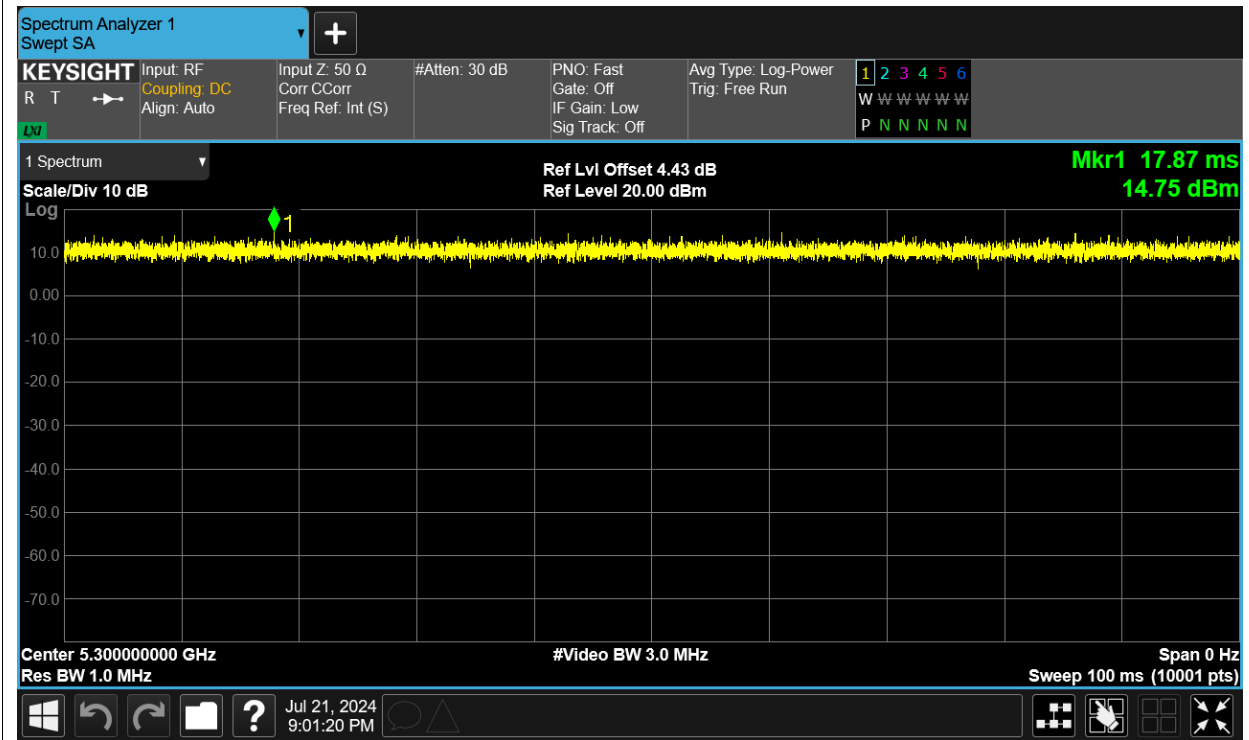 Spectrum Analyzer 1
Swept SA
KEYSIGHT
R T
LXI
Input: RF
Coupling: DC
Align: Auto
Input Z: 50 Ω
Corr CCorr
Freq Ref: Int (S)
#Atten: 30 dB
PNO: Fast
Gate: Off
IF Gain: Low
Sig Track: Off
Avg Type: Log-Power
Trig: Free Run
1 2 3 4 5 6
W W W W W W
P N N N N N
1 Spectrum
Scale/Div 10 dB
Ref Lvl Offset 4.43 dB
Ref Level 20.00 dBm
Mkr1 17.87 ms
14.75 dBm
Log
1
10.0
0.00
-10.0
-20.0
-30.0
-40.0
-50.0
-60.0
-70.0
Center 5.300000000 GHz
Res BW 1.0 MHz
#Video BW 3.0 MHz
Span 0 Hz
Sweep 100 ms (10001 pts)
?
Jul 21, 2024
9:01:20 PM